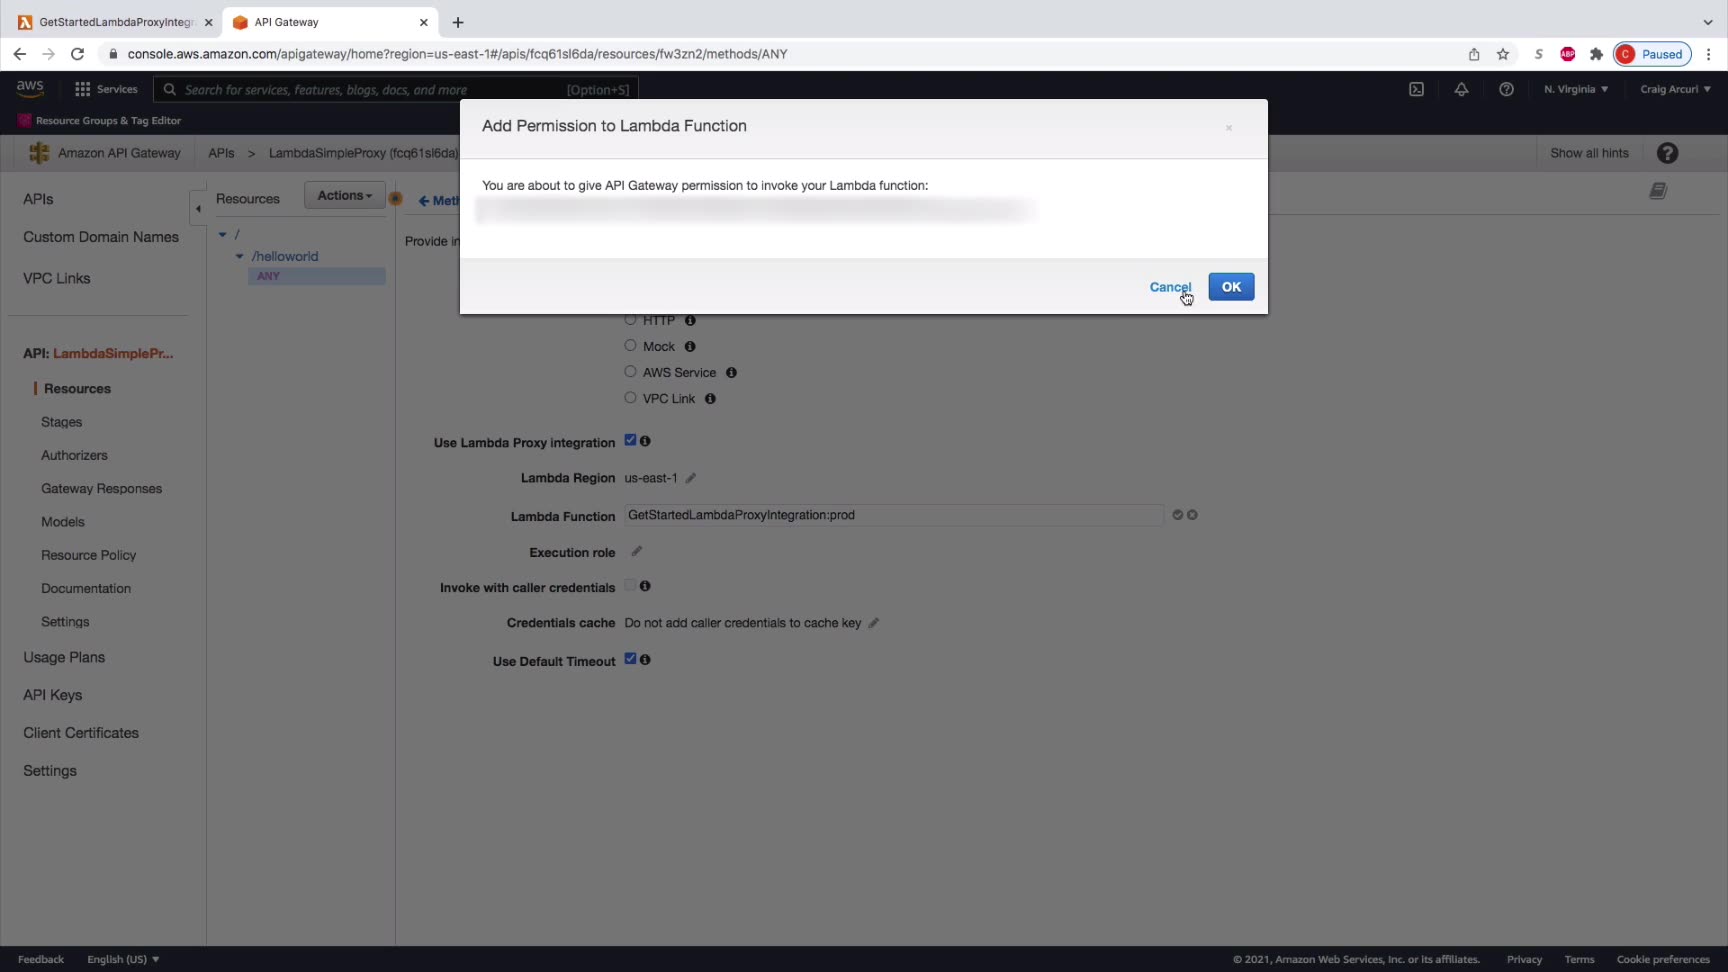 GetStartedLambdaProxyIntegr
API Gateway
console.aws.amazon.com/apigateway/home?region=us-east-1#/apis/fcq61sl6da/resources/fw3zn2/methods/ANY
S
ABP
C
Paused
aws
Services
Search for services, features, blogs, docs, and more
[Option+S]
N. Virginia
Craig Arcuri
Resource Groups & Tag Editor
Add Permission to Lambda Function
×
Amazon API Gateway
APIs > LambdaSimpleProxy (fcq61sl6da)
Show all hints
?
You are about to give API Gateway permission to invoke your Lambda function:
Cancel
OK
APIs
Custom Domain Names
VPC Links
API: LambdaSimplePr...
Resources
Stages
Authorizers
Gateway Responses
Models
Resource Policy
Documentation
Settings
Usage Plans
API Keys
Client Certificates
Settings
Resources
Actions
/
/helloworld
ANY
Meth
Provide in
HTTP
Mock
AWS Service
VPC Link
Use Lambda Proxy integration
Lambda Region us-east-1
Lambda Function GetStartedLambdaProxyIntegration:prod
Execution role
Invoke with caller credentials
Credentials cache Do not add caller credentials to cache key
Use Default Timeout
Feedback
English (US)
© 2021, Amazon Web Services, Inc. or its affiliates.
Privacy
Terms
Cookie preferences